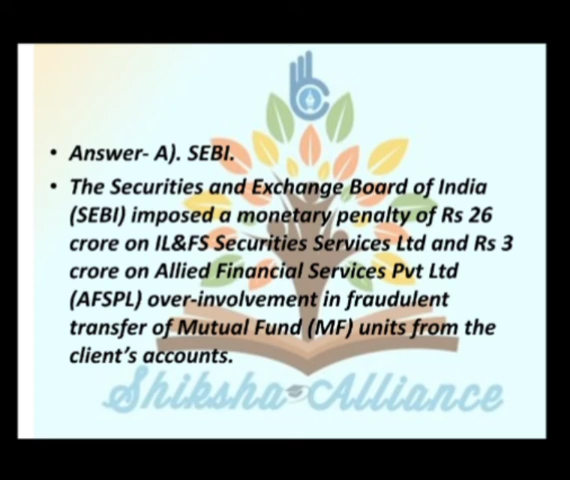 • Answer- A). SEBI.
• The Securities and Exchange Board of India
(SEBI) imposed a monetary penalty of Rs 26
crore on IL&FS Securities Services Ltd and Rs 3
crore on Allied Financial Services Pvt Ltd
(AFSPL) over-involvement in fraudulent
transfer of Mutual Fund (MF) units from the
client's accounts.
Shiksha Alliance